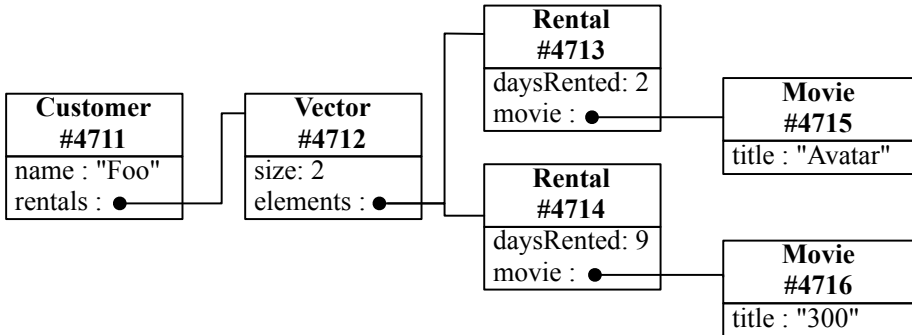 Customer
#4711
name : "Foo"
rentals :
Vector
#4712
size: 2
elements :
Rental
#4713
daysRented: 2
movie :
Rental
#4714
daysRented: 9
movie :
Movie
#4715
title : "Avatar"
Movie
#4716
title : "300"